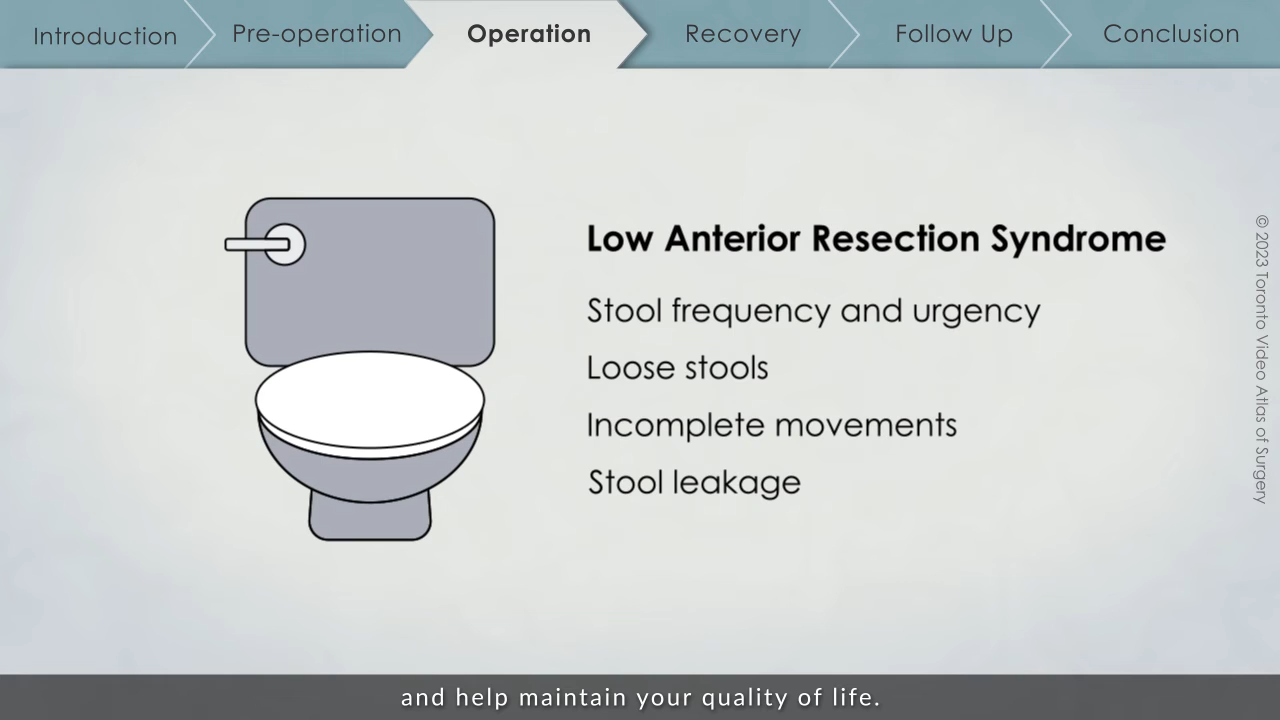 Introduction
Pre-operation
Operation
Recovery
Follow Up
Conclusion
Low Anterior Resection Syndrome
Stool frequency and urgency
Loose stools
Incomplete movements
Stool leakage
© 2023 Toronto Video Atlas of Surgery
and help maintain your quality of life.